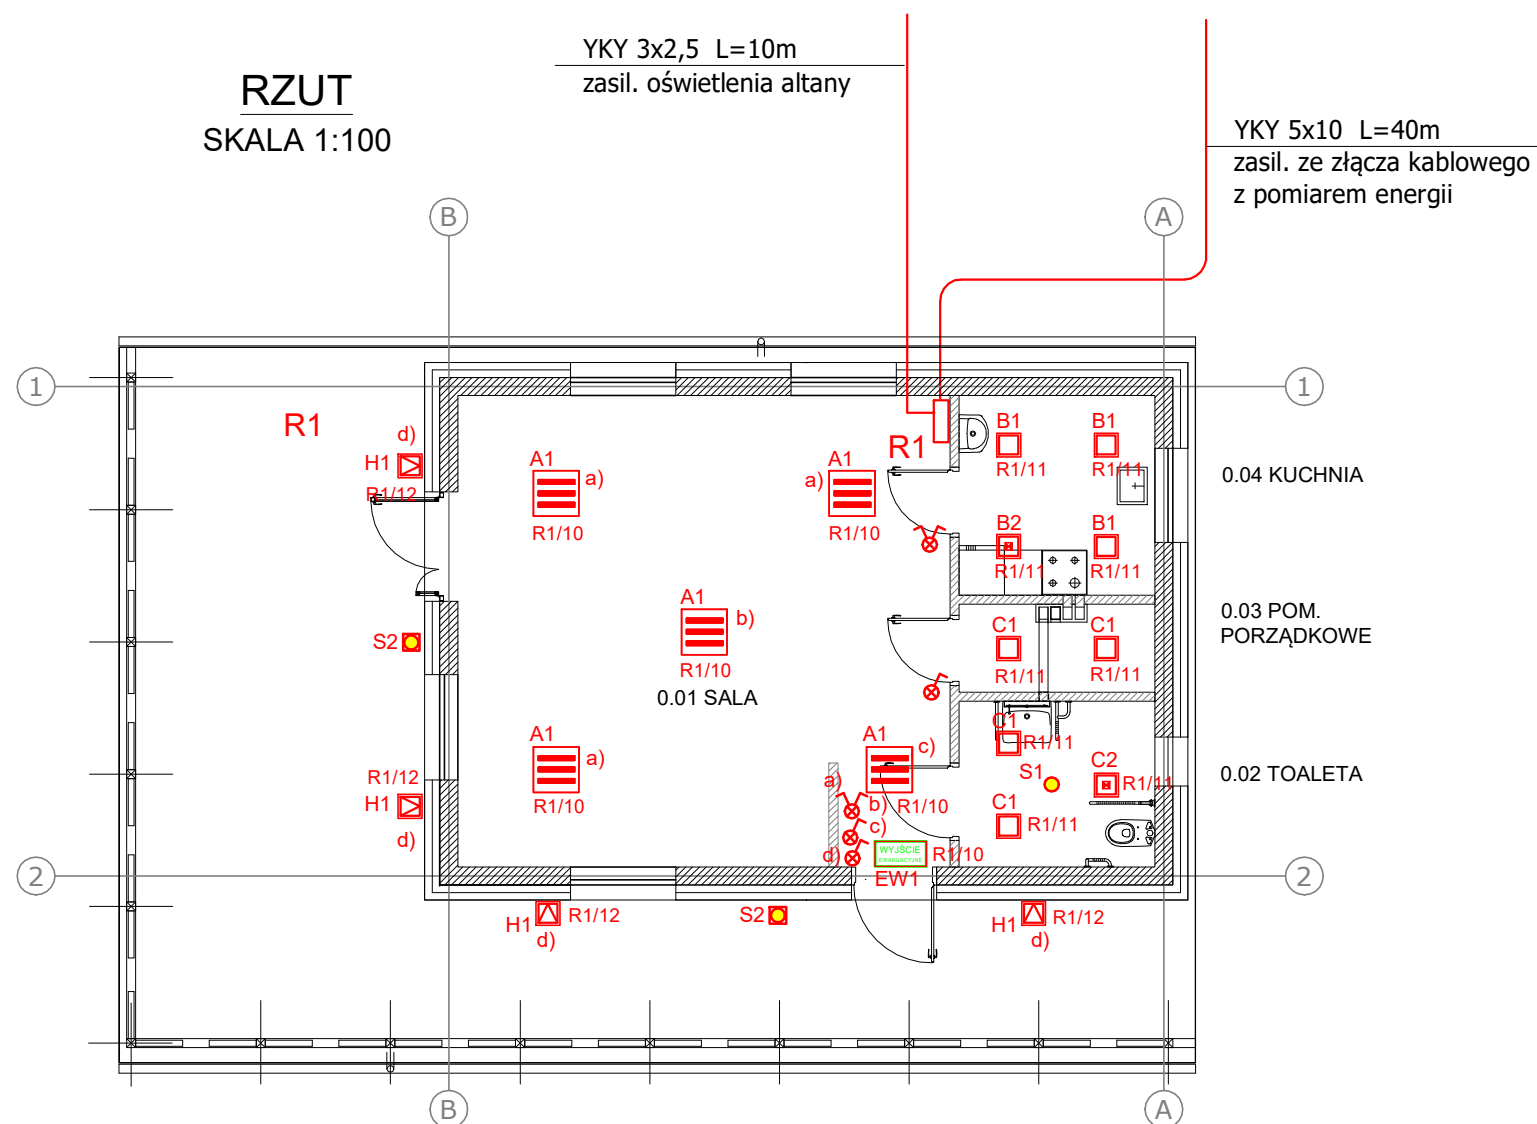 YKY 3x2,5  L=10m
zasil. oświetlenia altany
RZUT
SKALA 1:100
YKY 5x10  L=40m
zasil. ze złącza kablowego
z pomiarem energii
B
A
1
1
R1
d)
H1
R1/12
A1
a)
R1/10
A1
a)
R1/10
R1
B1
R1/11
B1
R1/11
0.04 KUCHNIA
B2
R1/11
B1
R1/11
A1
b)
R1/10
0.01 SALA
S2
C1
R1/11
C1
R1/11
0.03 POM.
PORZĄDKOWE
A1
a)
R1/10
A1
c)
R1/10
C1
R1/11
S1
C2
R1/11
0.02 TOALETA
C1
R1/11
R1/12
H1
d)
a)
b)
c)
d)
WYJŚCIE
EWAKUACYJNE
R1/10
EW1
2
2
H1
R1/12
d)
S2
H1
R1/12
d)
B
A